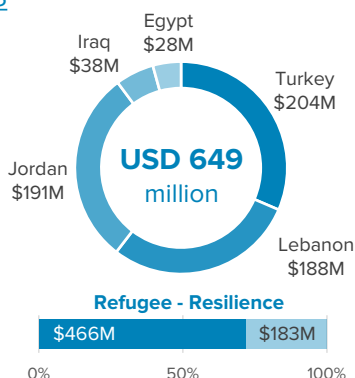 Egypt
$28M
Iraq
$38M
Turkey
$204M
USD 649
million
Jordan
$191M
Lebanon
$188M
Refugee - Resilience
$466M $183M
0% 50% 100%